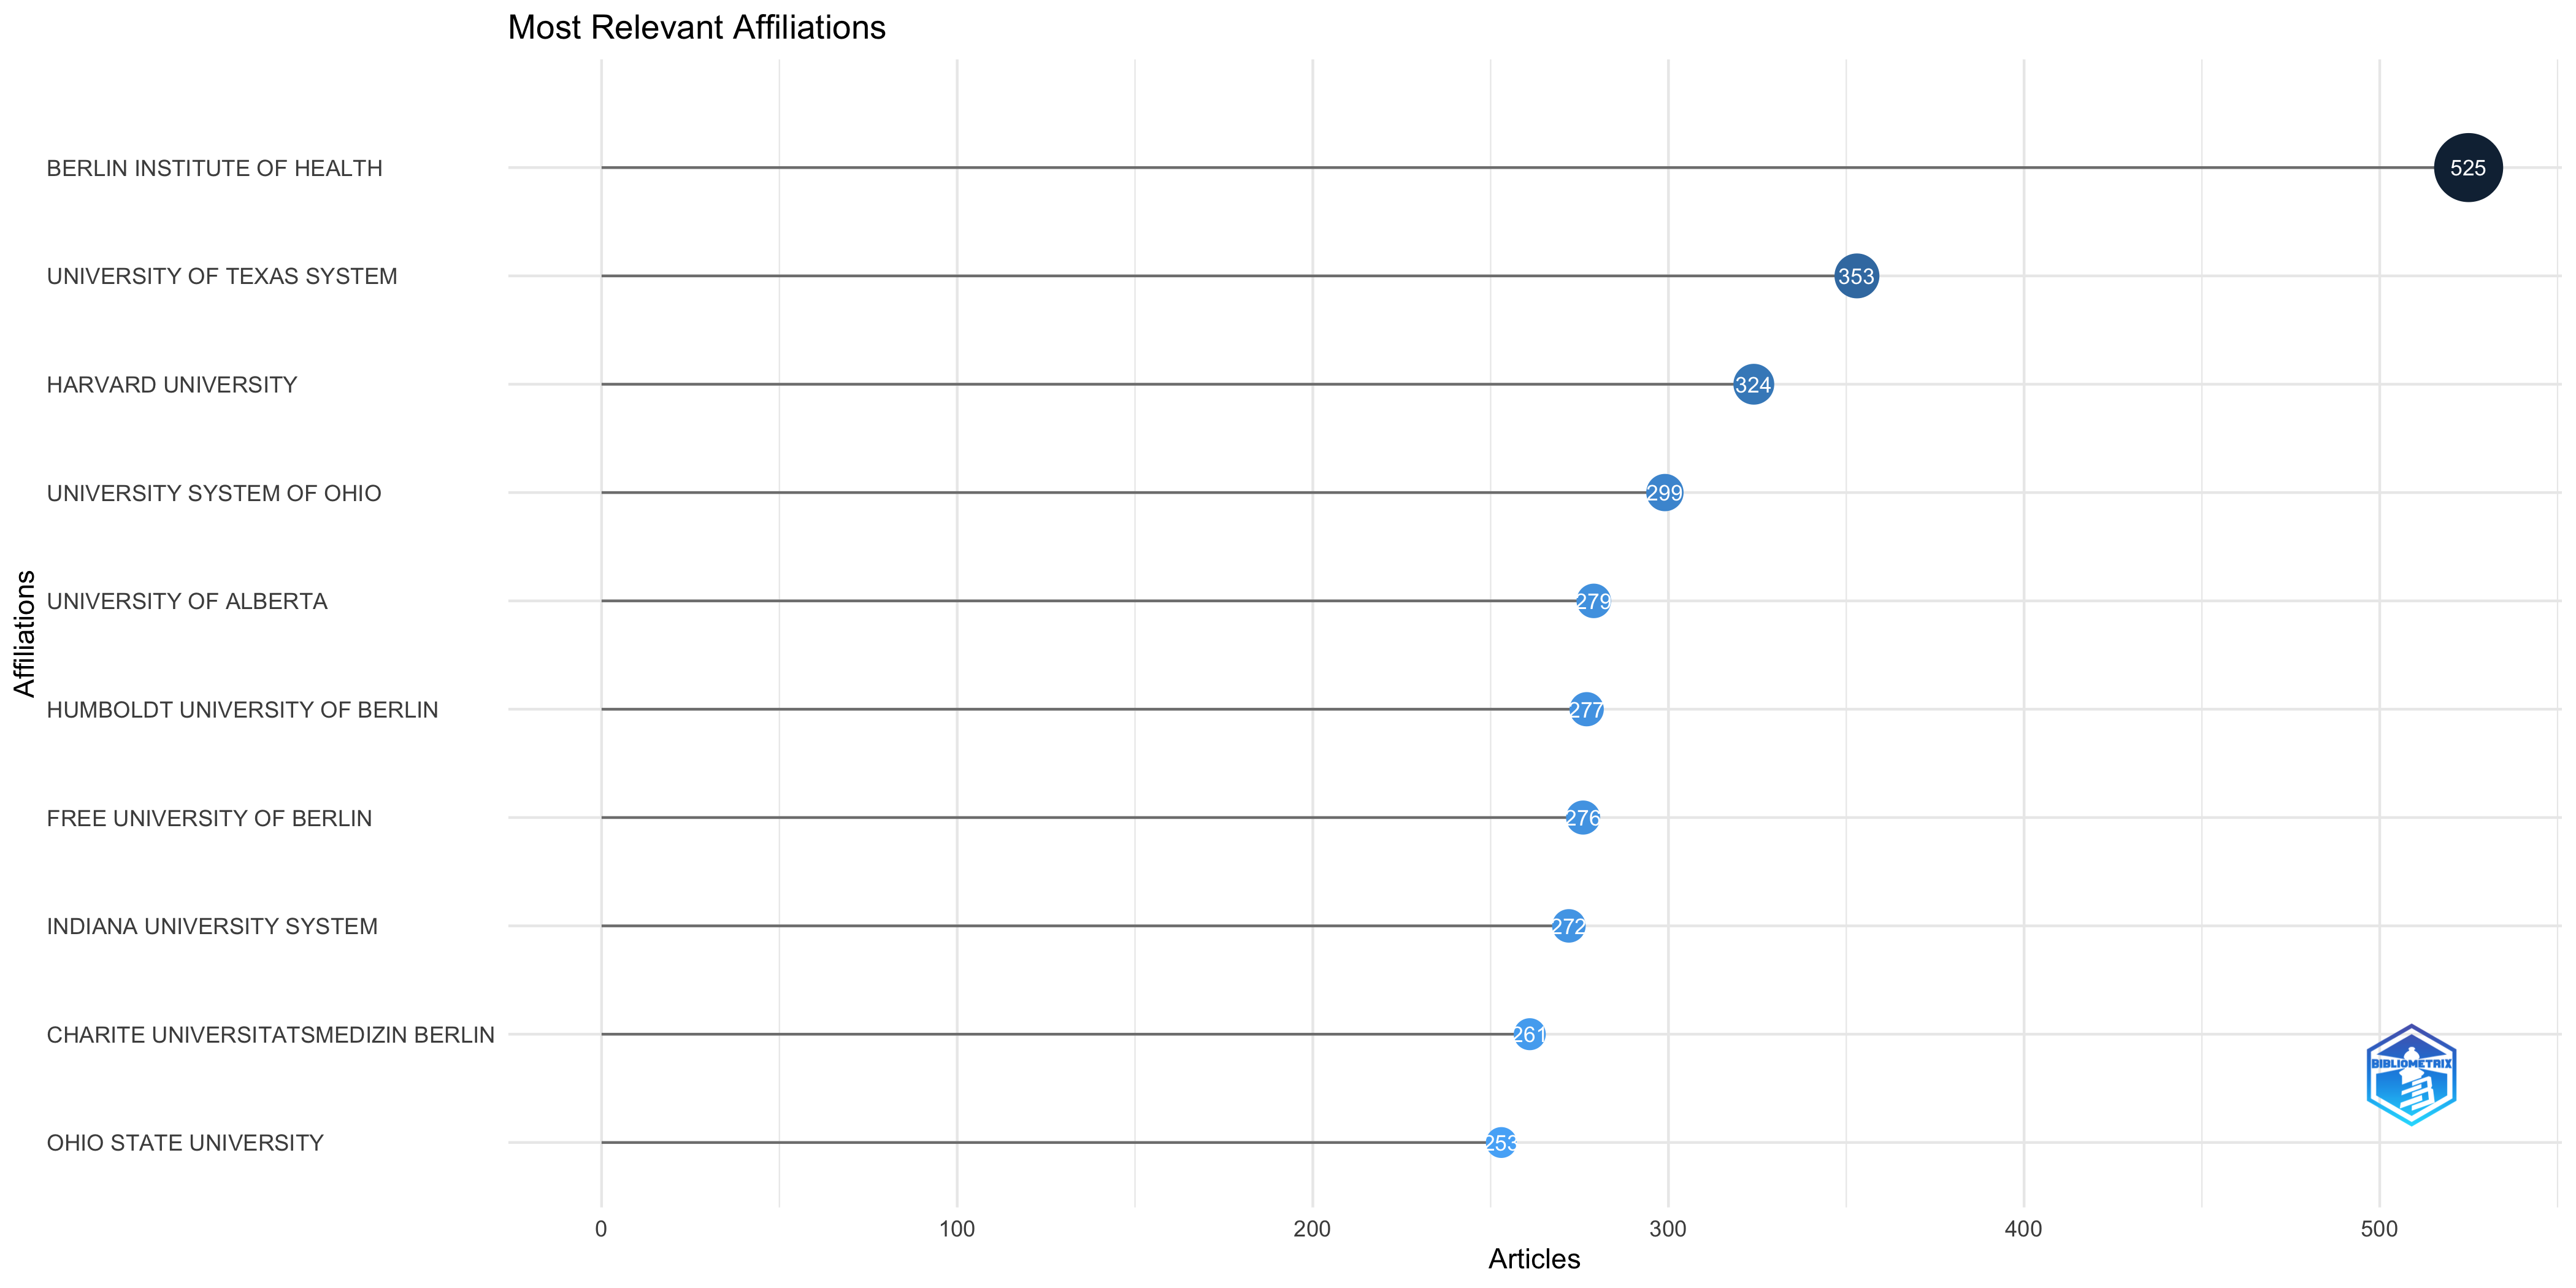 Most Relevant Affiliations
BERLIN INSTITUTE OF HEALTH
525
UNIVERSITY OF TEXAS SYSTEM
353
HARVARD UNIVERSITY
324
UNIVERSITY SYSTEM OF OHIO
299
UNIVERSITY OF ALBERTA
279
HUMBOLDT UNIVERSITY OF BERLIN
277
FREE UNIVERSITY OF BERLIN
276
INDIANA UNIVERSITY SYSTEM
272
CHARITE UNIVERSITATSMEDIZIN BERLIN
261
OHIO STATE UNIVERSITY
253
Affiliations
BIBLIOMETRIX
0 100 200 300 400 500
Articles